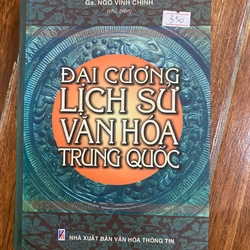 Gs. NGÔ VINH CHÍNH
(chủ biên)
350
ĐẠI CƯƠNG
LỊCH SỬ
VĂN HÓA
TRUNG QUỐC
NHÀ XUẤT BẢN VĂN HÓA THÔNG TIN